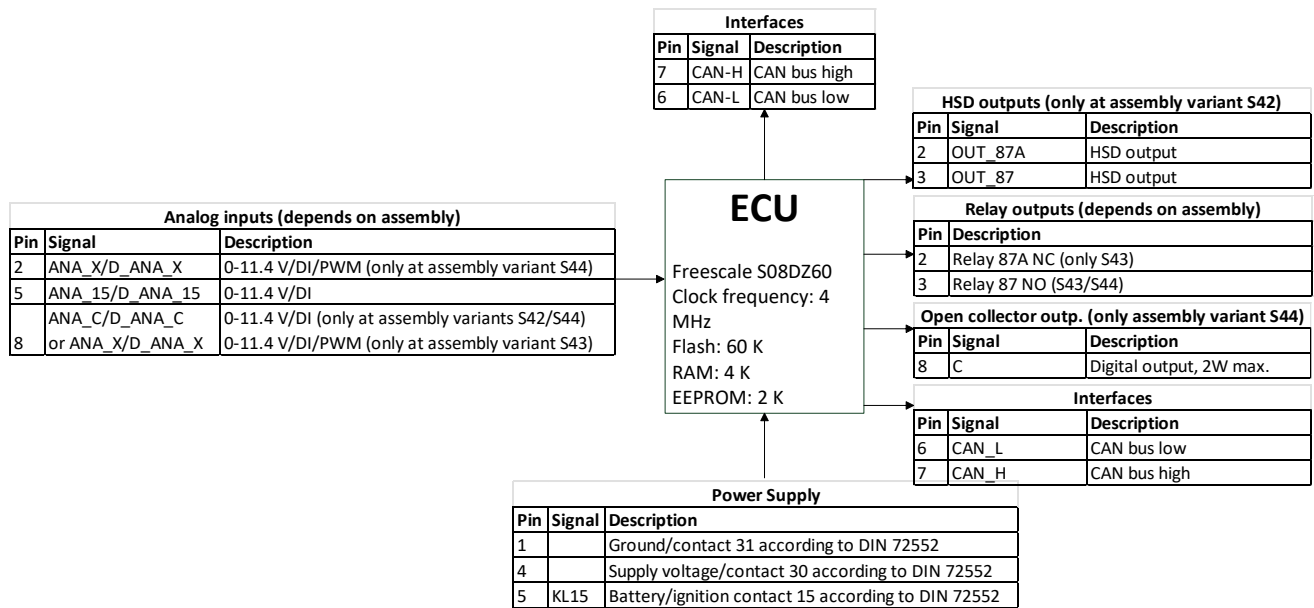 Interfaces
Pin Signal Description
7 CAN-H CAN bus high
6 CAN-L CAN bus low
HSD outputs (only at assembly variant S42)
Pin Signal Description
2 OUT_87A HSD output
3 OUT_87 HSD output
Analog inputs (depends on assembly)
Pin Signal Description
2 ANA_X/D_ANA_X 0-11.4 V/DI/PWM (only at assembly variant S44)
5 ANA_15/D_ANA_15 0-11.4 V/DI
ANA_C/D_ANA_C 0-11.4 V/DI (only at assembly variants S42/S44)
8 or ANA_X/D_ANA_X 0-11.4 V/DI/PWM (only at assembly variant S43)
ECU
Freescale S08DZ60
Clock frequency: 4
MHz
Flash: 60 K
RAM: 4 K
EEPROM: 2 K
Relay outputs (depends on assembly)
Pin Description
2 Relay 87A NC (only S43)
3 Relay 87 NO (S43/S44)
Open collector outp. (only assembly variant S44)
Pin Signal Description
8 C Digital output, 2W max.
Interfaces
Pin Signal Description
6 CAN_L CAN bus low
7 CAN_H CAN bus high
Power Supply
Pin Signal Description
1 Ground/contact 31 according to DIN 72552
4 Supply voltage/contact 30 according to DIN 72552
5 KL15 Battery/ignition contact 15 according to DIN 72552